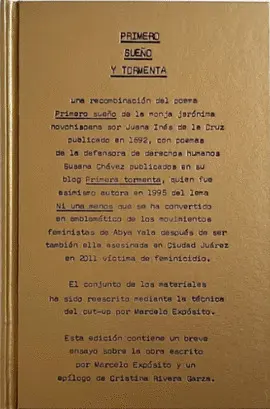 PRIMERO
SUEÑO
Y TORMENTA
una recombinación del poema
Primero sueño de la monja jerónima
novohispana sor Juana Inés de la Cruz
publicado en 1692, con poemas
de la defensora de derechos humanos
Susana Chávez publicados en su
blog Primera tormenta, quien fue
asimismo autora en 1995 del lema
Ni una menos que se ha convertido
en emblemático de los movimientos
feministas de Abya Yala después de ser
también ella asesinada en Ciudad Juárez
en 2011 víctima de feminicidio.
El conjunto de los materiales
ha sido reescrito mediante la técnica
del cut-up por Marcelo Expósito.
Esta edición contiene un breve
ensayo sobre la obra escrito
por Marcelo Expósito y un
epílogo de Cristina Rivera Garza.